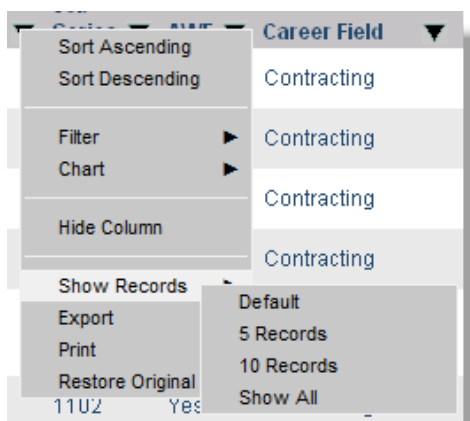 Series AWF Career Field
Sort Ascending
Sort Descending
Contracting
Filter
Contracting
Chart
Contracting
Hide Column
Contracting
Show Records
Default
Export
5 Records
Print
10 Records
Restore Original
Show All
1102 Yes